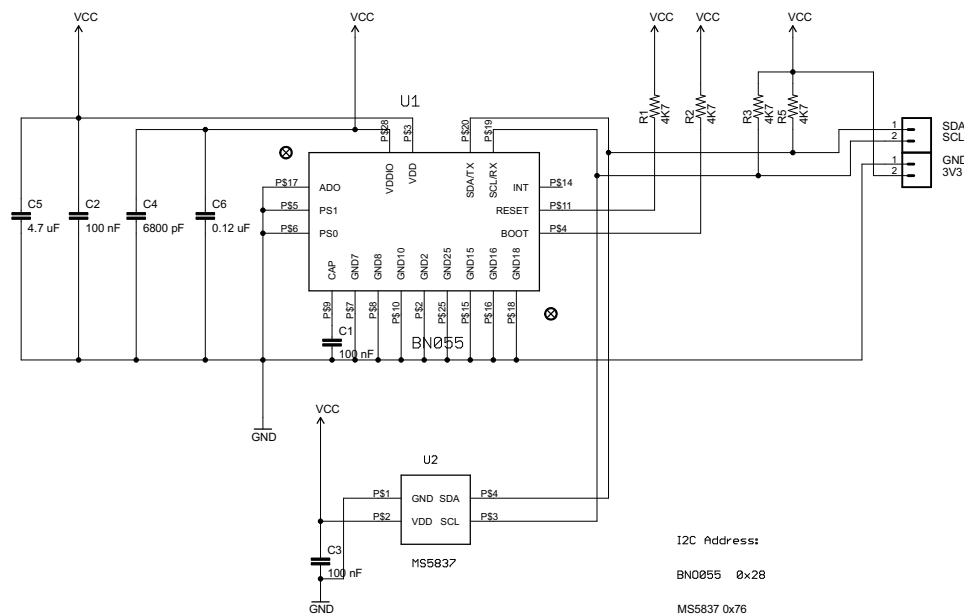 VCC
VCC
VCC
VCC
VCC
U1
R1
4K7
R2
4K7
R3
4K7
R5
4K7
P$28
P$3
P$20
P$19
VDDIO
VDD
SDA/TX
SCL/RX
1 SDA
2 SCL
1 GND
2 3V3
P$17 ADO
P$5 PS1
P$6 PS0
INT P$14
RESET P$11
BOOT P$4
C5
4.7 uF
C2
100 nF
C4
6800 pF
C6
0.12 uF
CAP
GND7
GND8
GND10
GND2
GND25
GND15
GND16
GND18
P$9
P$7
P$8
P$10
P$2
P$25
P$15
P$16
P$18
C1
100 nF
BN055
GND
VCC
U2
P$1 GND SDA P$4
P$2 VDD SCL P$3
MS5837
C3
100 nF
GND
I2C Address:
BN0055 0x28
MS5837 0x76